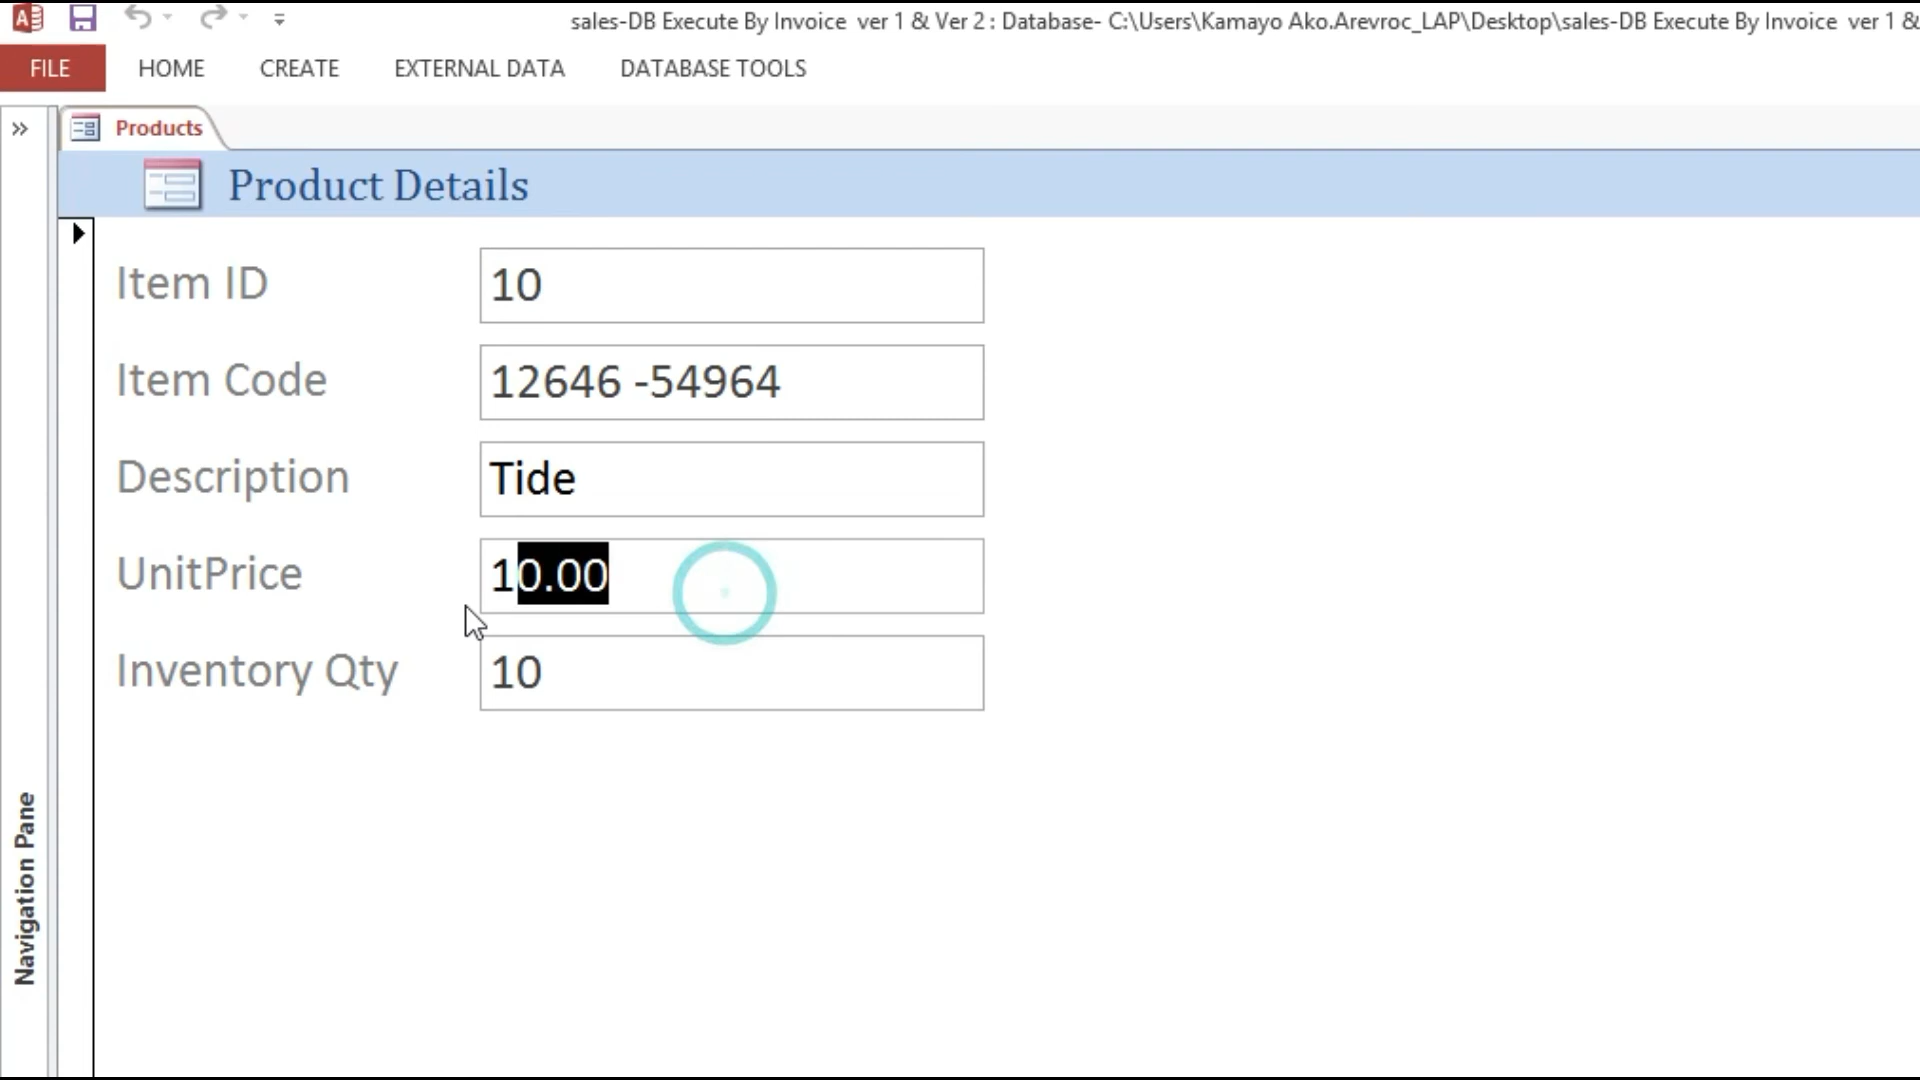 sales-DB Execute By Invoice ver 1 & Ver 2 : Database- C:\Users\Kamayo Ako.Arevroc_LAP\Desktop\sales-DB Execute By Invoice ver 1 &
FILE HOME CREATE EXTERNAL DATA DATABASE TOOLS
Products
Product Details
Item ID 10
Item Code 12646 -54964
Description Tide
UnitPrice 10.00
Inventory Qty 10
Navigation Pane